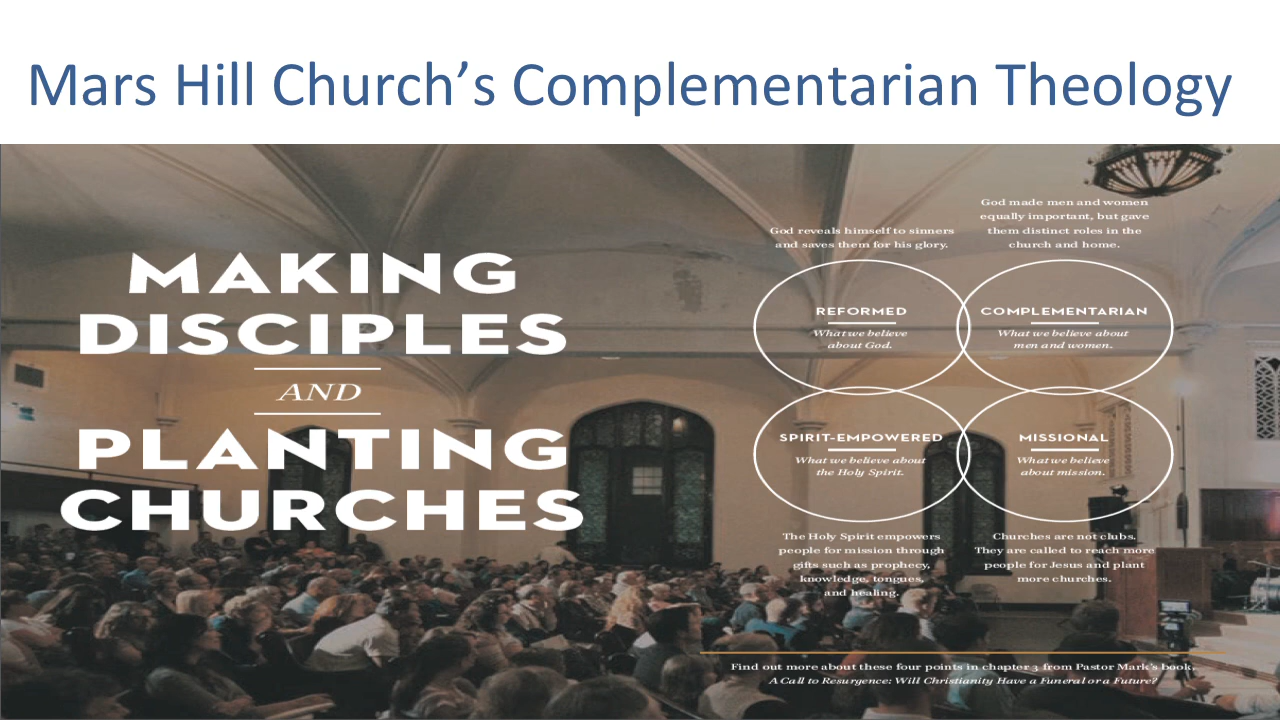 Mars Hill Church’s Complementarian Theology
MAKING
DISCIPLES
AND
PLANTING
CHURCHES
God reveals himself to sinners
and saves them for his glory.
God made men and women
equally important, but gave
them distinct roles in the
church and home.
REFORMED
What we believe
about God.
COMPLEMENTARIAN
What we believe about
men and women.
SPIRIT-EMPOWERED
What we believe about
the Holy Spirit.
MISSIONAL
What we believe
about mission.
The Holy Spirit empowers
people for mission through
gifts such as prophecy,
knowledge, tongues,
and healing.
Churches are not clubs.
They are called to reach more
people for Jesus and plant
more churches.
Find out more about these four points in chapter 3 from Pastor Mark’s book,
A Call to Resurgence: Will Christianity Have a Funeral or a Future?